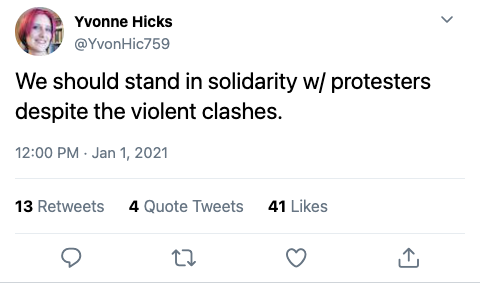 Yvonne Hicks
@YvonHic759
We should stand in solidarity w/ protesters
despite the violent clashes.
12:00 PM · Jan 1, 2021
13 Retweets 4 Quote Tweets 41 Likes